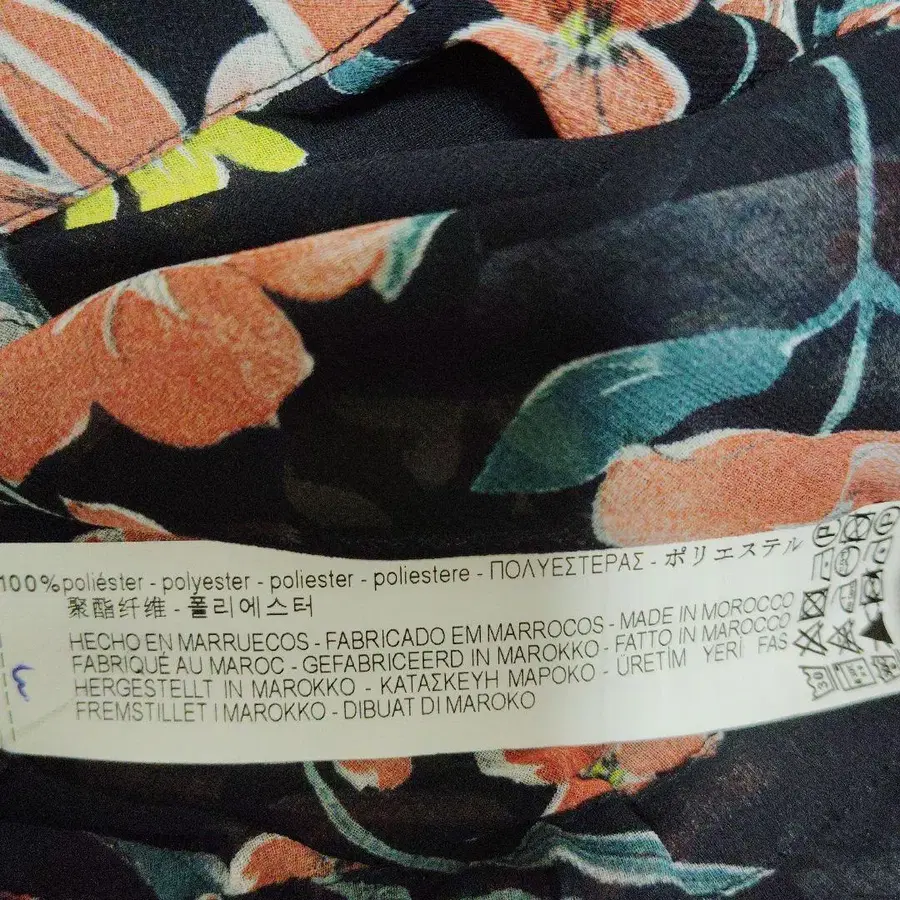 100% poliéster - polyester - poliester - poliestere - ΠΟΛΥΕΣΤΕΡΑΣ - ポリエステル
聚酯纤维 - 폴리에스터
HECHO EN MARRUECOS - FABRICADO EM MARROCOS - MADE IN MOROCCO
FABRIQUÉ AU MAROC - GEFABRICEERD IN MAROKKO - FATTO IN MAROCCO
HERGESTELLT IN MAROKKO - ΚΑΤΑΣΚΕΥΗ ΜΑΡΟΚΟ - ÜRETİM YERİ FAS
FREMSTILLET I MAROKKO - DIBUAT DI MAROKO